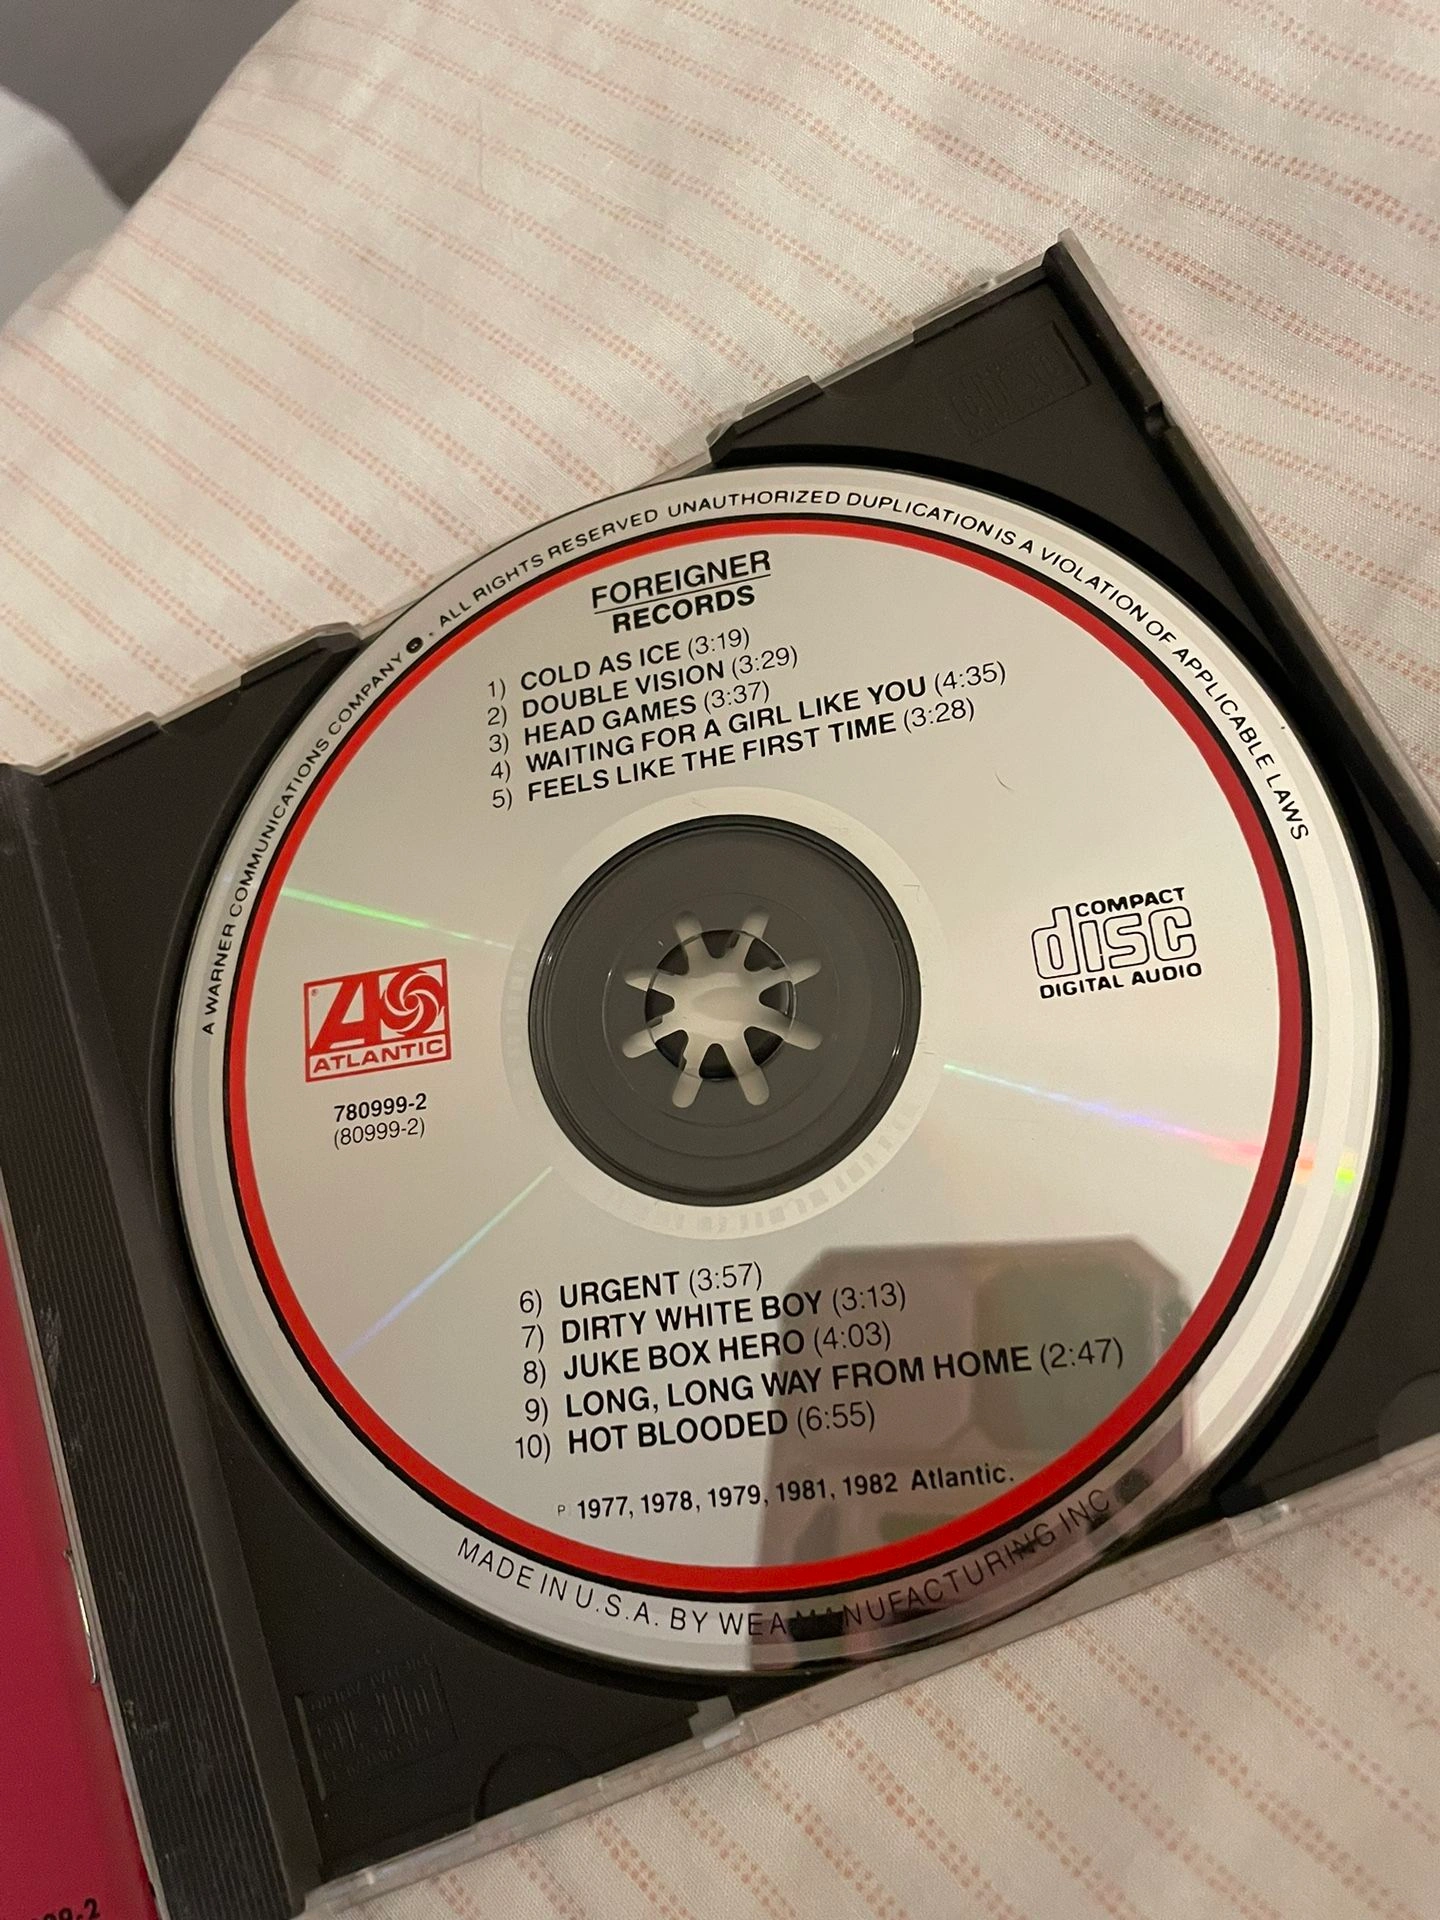 A WARNER COMMUNICATIONS COMPANY · ALL RIGHTS RESERVED UNAUTHORIZED DUPLICATION IS A VIOLATION OF APPLICABLE LAWS
FOREIGNER
RECORDS
1) COLD AS ICE (3:19)
2) DOUBLE VISION (3:29)
3) HEAD GAMES (3:37)
4) WAITING FOR A GIRL LIKE YOU (4:35)
5) FEELS LIKE THE FIRST TIME (3:28)
COMPACT
disc
DIGITAL AUDIO
®
ATLANTIC
780999-2
(80999-2)
6) URGENT (3:57)
7) DIRTY WHITE BOY (3:13)
8) JUKE BOX HERO (4:03)
9) LONG, LONG WAY FROM HOME (2:47)
10) HOT BLOODED (6:55)
℗ 1977, 1978, 1979, 1981, 1982 Atlantic.
MADE IN U.S.A. BY WEA MANUFACTURING INC